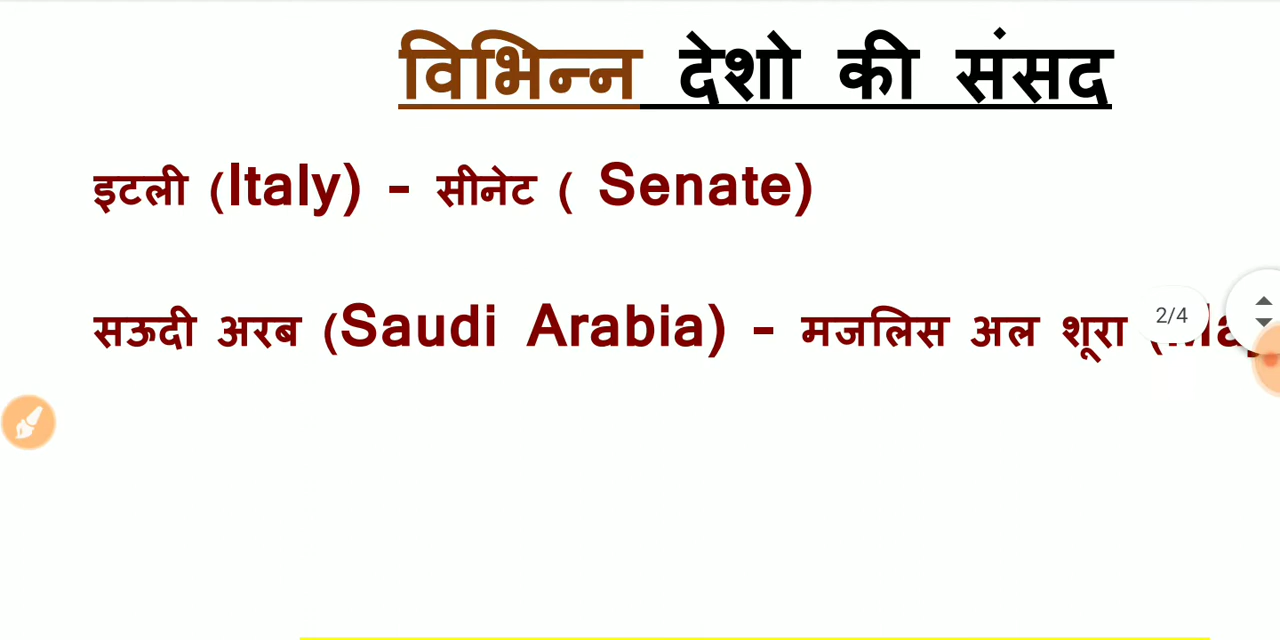 विभिन्न देशो की संसद
इटली (Italy) - सीनेट ( Senate)
सऊदी अरब (Saudi Arabia) - मजलिस अल शूरा
2/4